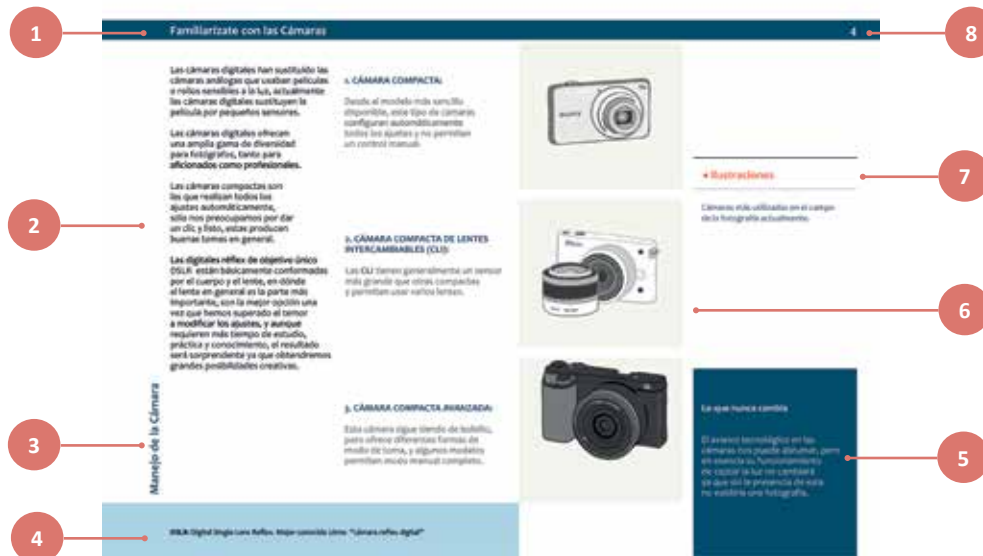 1
Familiarízate con las Cámaras
4
8
Las cámaras digitales han sustituido las
cámaras análogas que usaban películas
o rollos sensibles a la luz, actualmente
las cámaras digitales sustituyen la
película por pequeños sensores.
Las cámaras digitales ofrecen
una amplia gama de diversidad
para fotógrafos, tanto para
aficionados como profesionales.
Las cámaras compactas son
las que realizan todos los
ajustes automáticamente,
sólo nos preocupamos por dar
un clic y listo, estas producen
buenas tomas en general.
Las digitales réflex de objetivo único
DSLR están básicamente conformadas
por el cuerpo y el lente, en dónde
el lente en general es la parte más
importante, son la mejor opción una
vez que hemos superado el temor
a modificar los ajustes, y aunque
requieren más tiempo de estudio,
práctica y conocimiento, el resultado
será sorprendente ya que obtendremos
grandes posibilidades creativas.
2
Manejo de la Cámara
3
1. CÁMARA COMPACTA:
Desde el modelo más sencillo
disponible, este tipo de cámaras
configuran automáticamente
todos los ajustes y no permiten
un control manual.
2. CÁMARA COMPACTA DE LENTES
INTERCAMBIABLES (CLI):
Las CLI tienen generalmente un sensor
más grande que otras compactas
y permiten usar varios lentes.
3. CÁMARA COMPACTA AVANZADA:
Esta cámara sigue siendo de bolsillo,
pero ofrece diferentes formas de
modo de toma, y algunos modelos
permiten modo manual completo.
SONY
Ilustraciones
7
Cámaras más utilizadas en el campo
de la fotografía actualmente.
6
Lo que nunca cambia
El avance tecnológico en las
cámaras nos puede abrumar, pero
en esencia su funcionamiento
de captar la luz no cambiará
ya que sin la presencia de esta
no existiría una fotografía.
5
4
DSLR: Digital Single Lens Reflex. Mejor conocida cómo "cámara reflex digital"